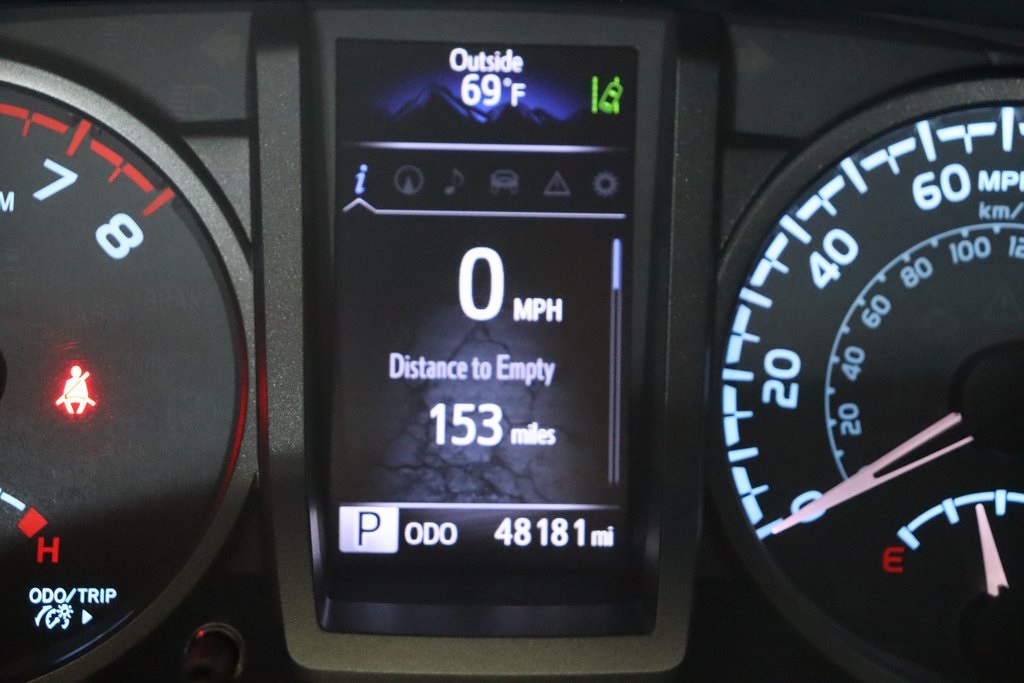 Outside
69°F
i
0 MPH
Distance to Empty
153 miles
P ODO 48181 mi
7
8
H
ODO/TRIP
60 MPH
km/
40
20
0
100
80
60
40
20
E